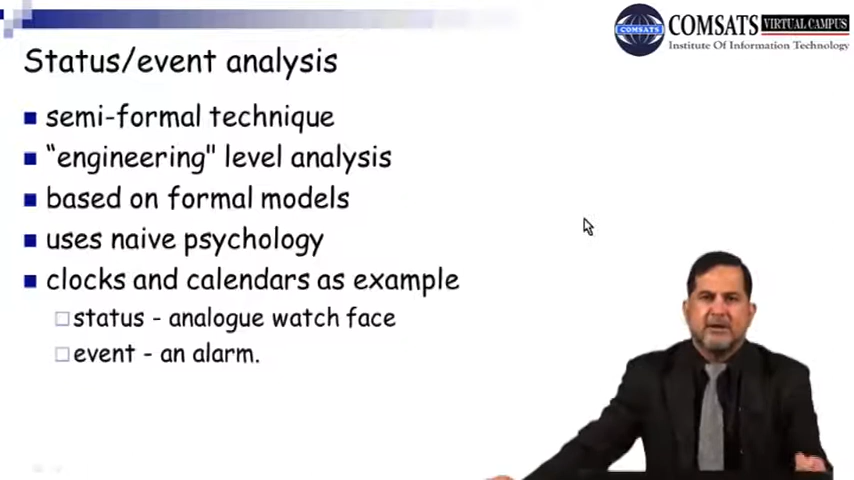 COMSATS VIRTUAL CAMPUS
COMSATS
Institute Of Information Technology
Status/event analysis
semi-formal technique
“engineering" level analysis
based on formal models
uses naive psychology
clocks and calendars as example
status - analogue watch face
event - an alarm.